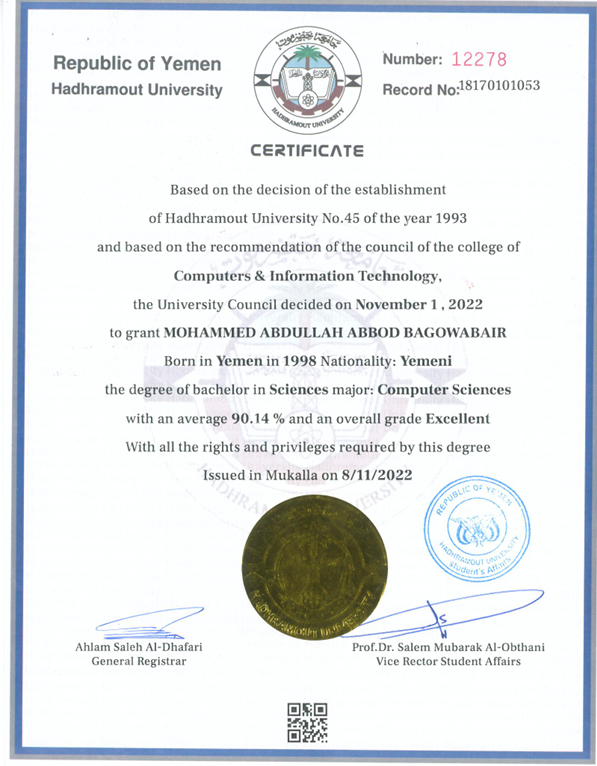 Republic of Yemen
Hadhramout University
HADHRAMOUT UNIVERSITY
Number: 12278
Record No:18170101053
CERTIFICATE
Based on the decision of the establishment
of Hadhramout University No.45 of the year 1993
and based on the recommendation of the council of the college of
Computers & Information Technology,
the University Council decided on November 1 , 2022
to grant MOHAMMED ABDULLAH ABBOD BAGOWABAIR
Born in Yemen in 1998 Nationality: Yemeni
the degree of bachelor in Sciences major: Computer Sciences
with an average 90.14 % and an overall grade Excellent
With all the rights and privileges required by this degree
Issued in Mukalla on 8/11/2022
REPUBLIC OF YEMEN
HADHRAMOUT UNIVERSITY
Student's Affairs
Ahlam Saleh Al-Dhafari
General Registrar
Prof.Dr. Salem Mubarak Al-Obthani
Vice Rector Student Affairs